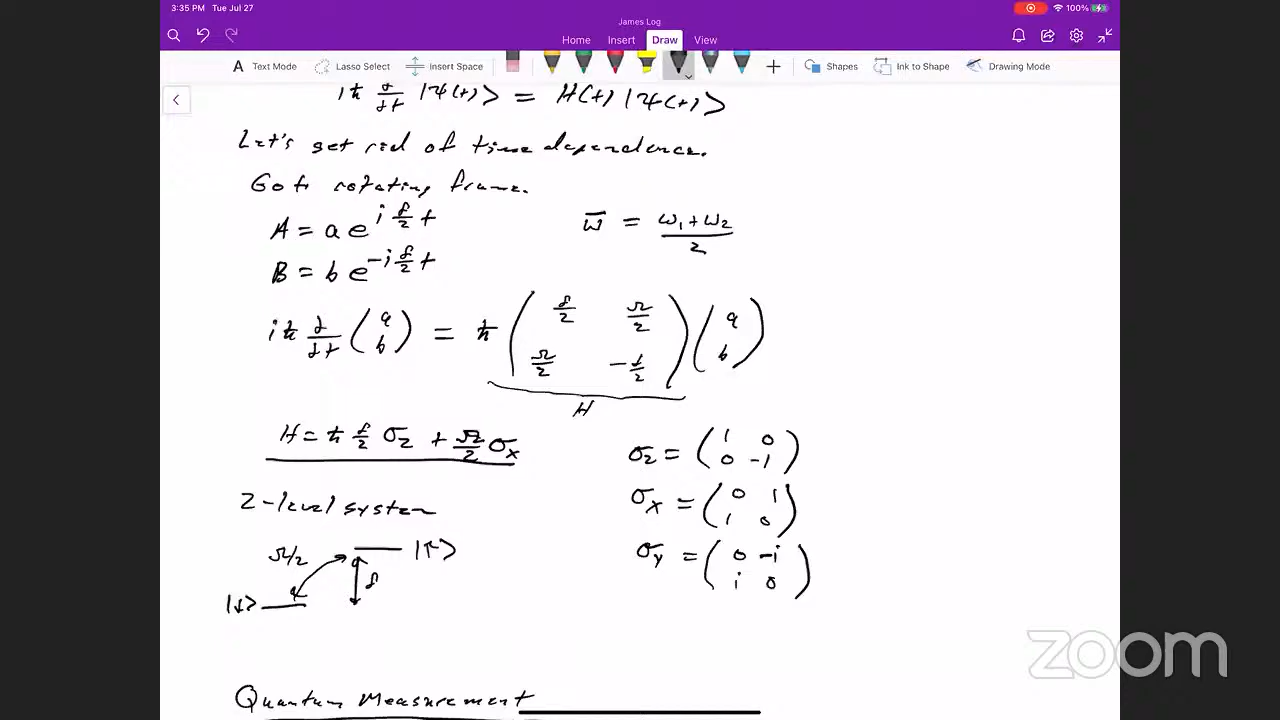 3:35 PM Tue Jul 27
100%
James Log
Home Insert Draw View
Text Mode Lasso Select Insert Space Shapes Ink to Shape Drawing Mode
iħ ∂/∂t |Ψ(t)> = H(t) |Ψ(t)>
Let's get rid of time dependence.
Go to rotating frame.
A = a e^{i δ/2 t} ω̄ = (ω₁ + ω₂)/2
B = b e^{-i δ/2 t}
iħ ∂/∂t (a b) = ħ (δ/2 Ω/2 Ω/2 -δ/2) (a b)
H
H = ħ δ/2 σz + Ω/2 σx
σz = (1 0 0 -1)
2-level system
σx = (0 1 1 0)
σy = (0 -i i 0)
Ω/2 |↑>
δ
|↓>
Quantum Measurement
zoom